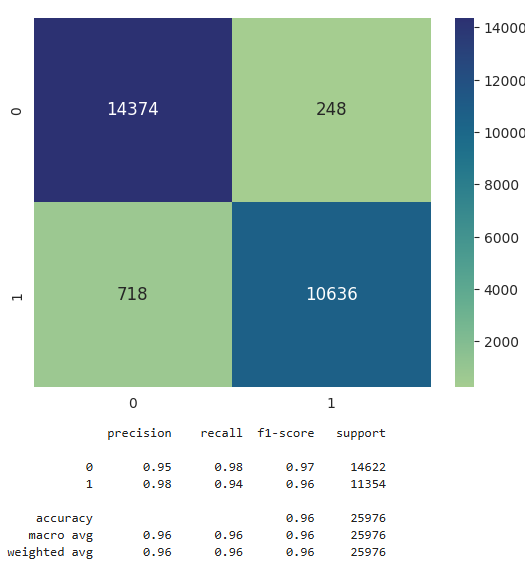 14000
12000
10000
8000
6000
4000
2000
0
14374 248
1
718 10636
0 1
precision recall f1-score support
0 0.95 0.98 0.97 14622
1 0.98 0.94 0.96 11354
accuracy 0.96 25976
macro avg 0.96 0.96 0.96 25976
weighted avg 0.96 0.96 0.96 25976